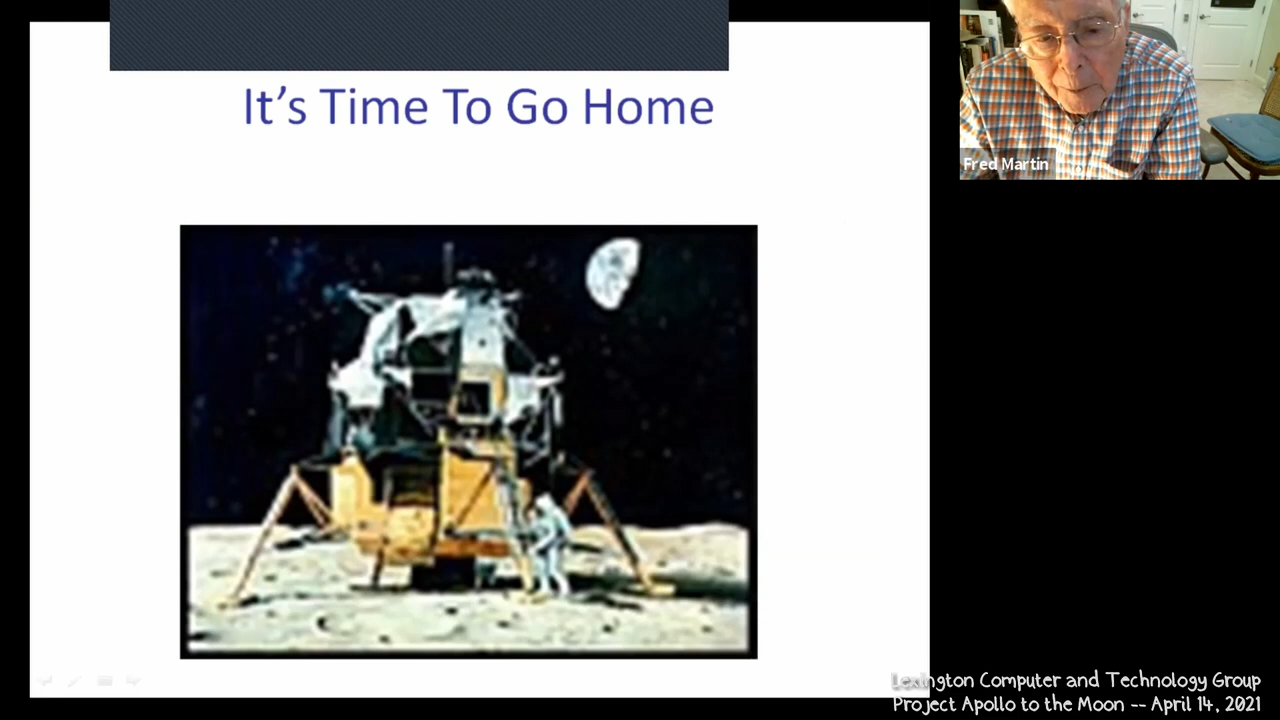 It's Time To Go Home
Fred Martin
Lexington Computer and Technology Group
Project Apollo to the Moon -- April 14, 2021